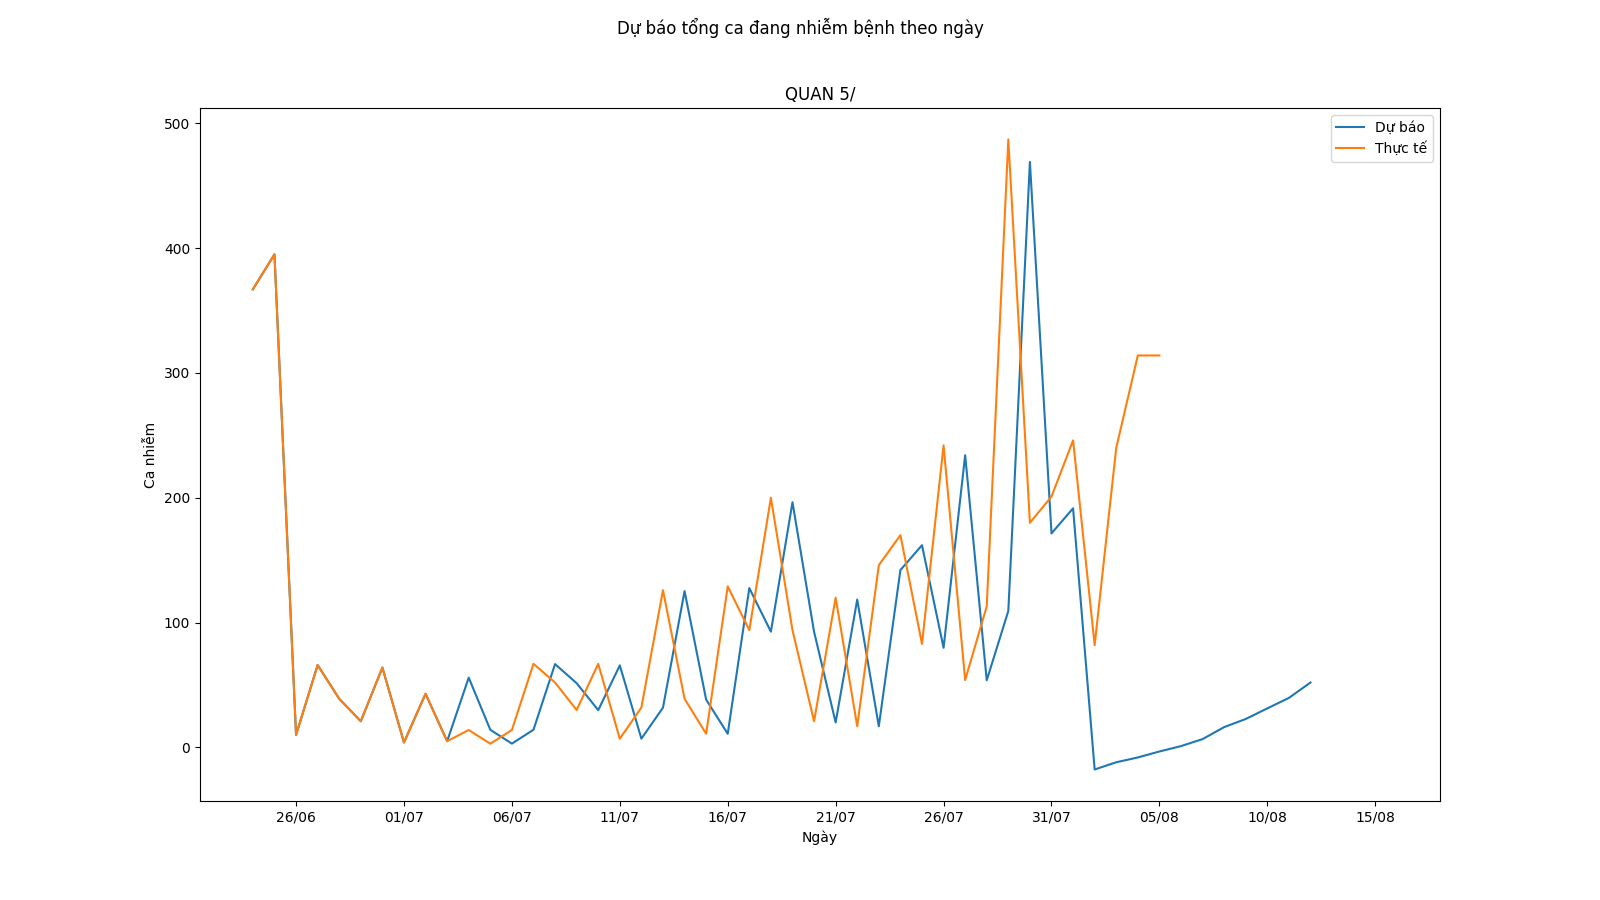 Dự báo tổng ca đang nhiễm bệnh theo ngày
QUAN 5/
Dự báo
Thực tế
500
400
300
200
100
0
Ca nhiễm
26/06
01/07
06/07
11/07
16/07
21/07
26/07
31/07
05/08
10/08
15/08
Ngày